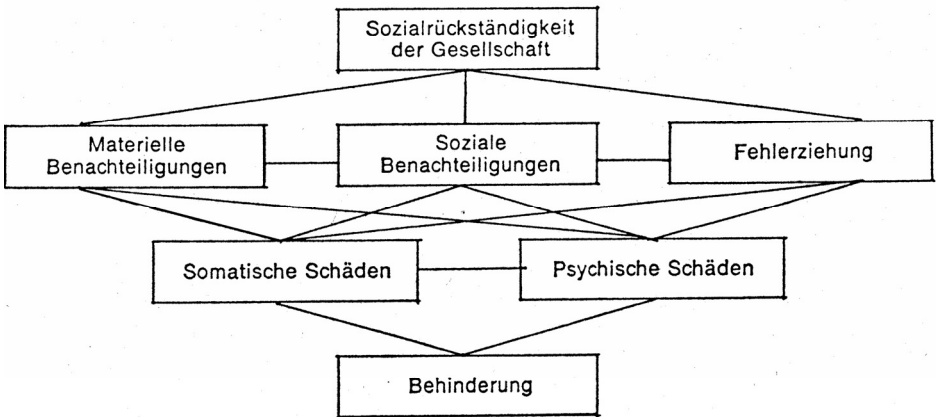 Sozialrückständigkeit
der Gesellschaft
Materielle
Benachteiligungen
Soziale
Benachteiligungen
Fehlerziehung
Somatische Schäden
Psychische Schäden
Behinderung